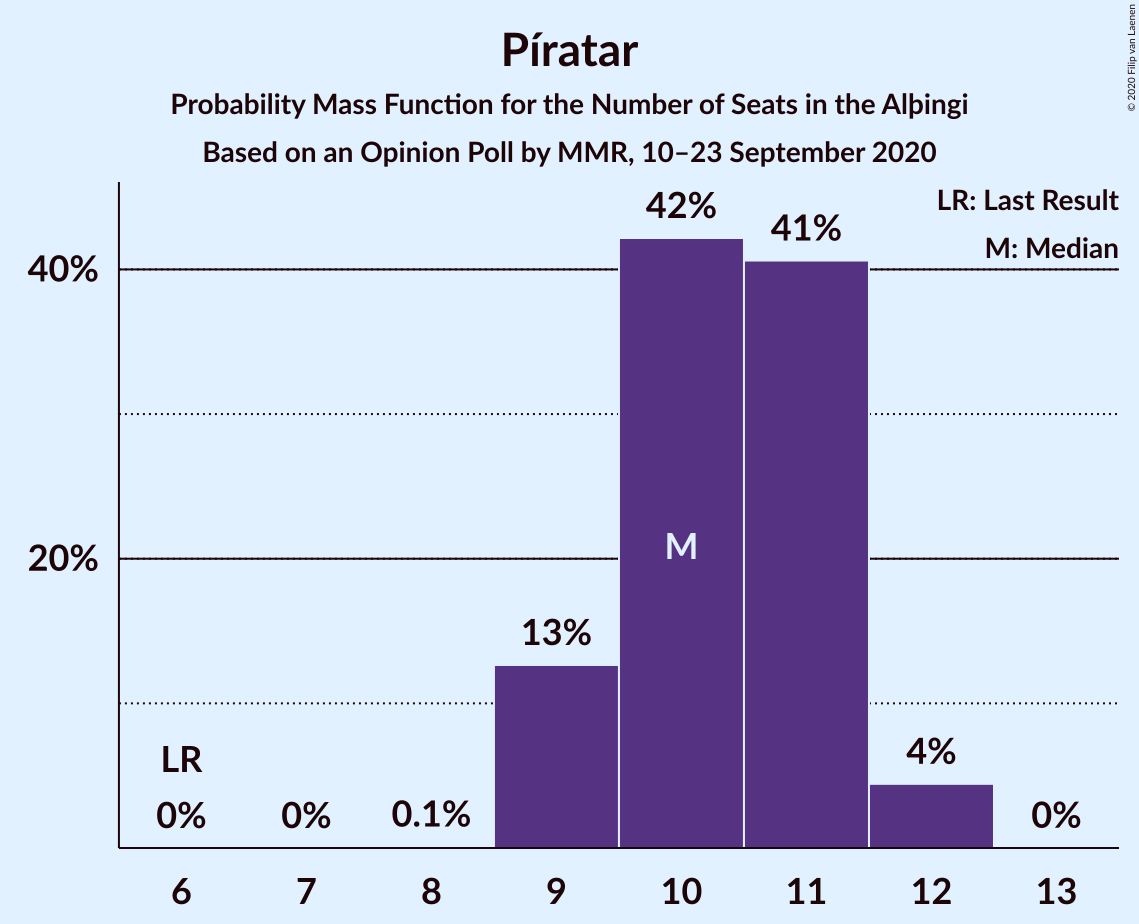 Píratar
Probability Mass Function for the Number of Seats in the Alþingi
Based on an Opinion Poll by MMR, 10–23 September 2020
© 2020 Filip van Laenen
LR: Last Result
M: Median
42%
41%
40%
M
20%
13%
LR
4%
0%
0%
0.1%
0%
6
7
8
9
10
11
12
13